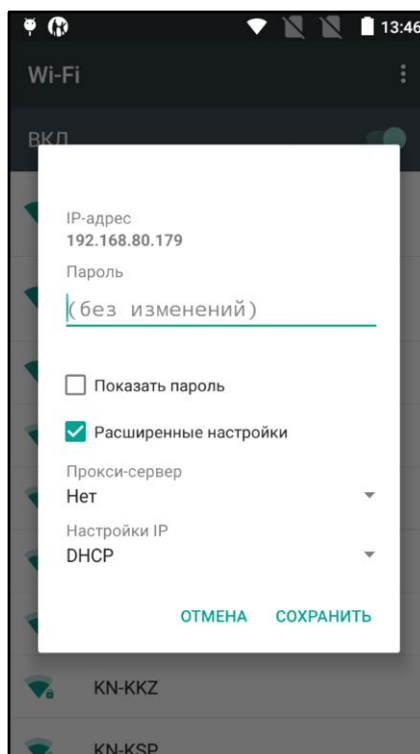 13:46
Wi-Fi
ВКЛ
IP-адрес
192.168.80.179
Пароль
(без изменений)
Показать пароль
Расширенные настройки
Прокси-сервер
Нет
Настройки IP
DHCP
ОТМЕНА СОХРАНИТЬ
KN-KKZ
KN-KSP